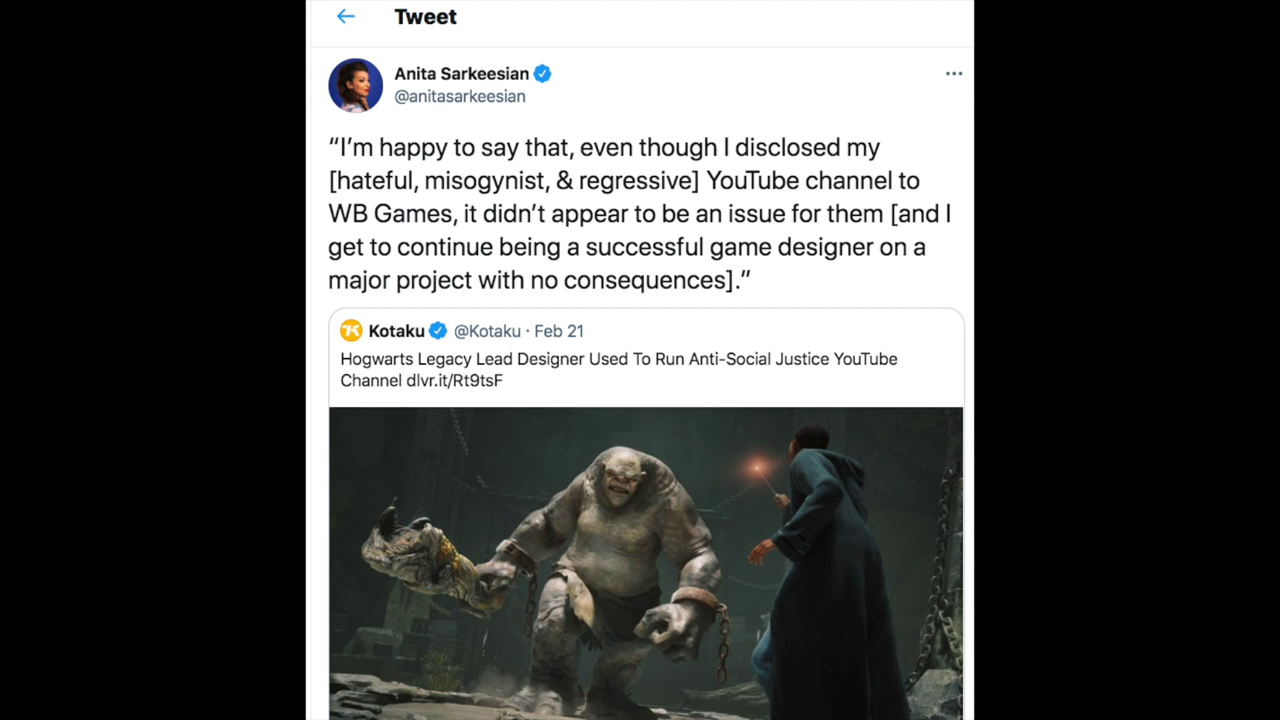 Tweet
Anita Sarkeesian
@anitasarkeesian
“I’m happy to say that, even though I disclosed my
[hateful, misogynist, & regressive] YouTube channel to
WB Games, it didn’t appear to be an issue for them [and I
get to continue being a successful game designer on a
major project with no consequences].”
Kotaku @Kotaku · Feb 21
Hogwarts Legacy Lead Designer Used To Run Anti-Social Justice YouTube
Channel dlvr.it/Rt9tsF